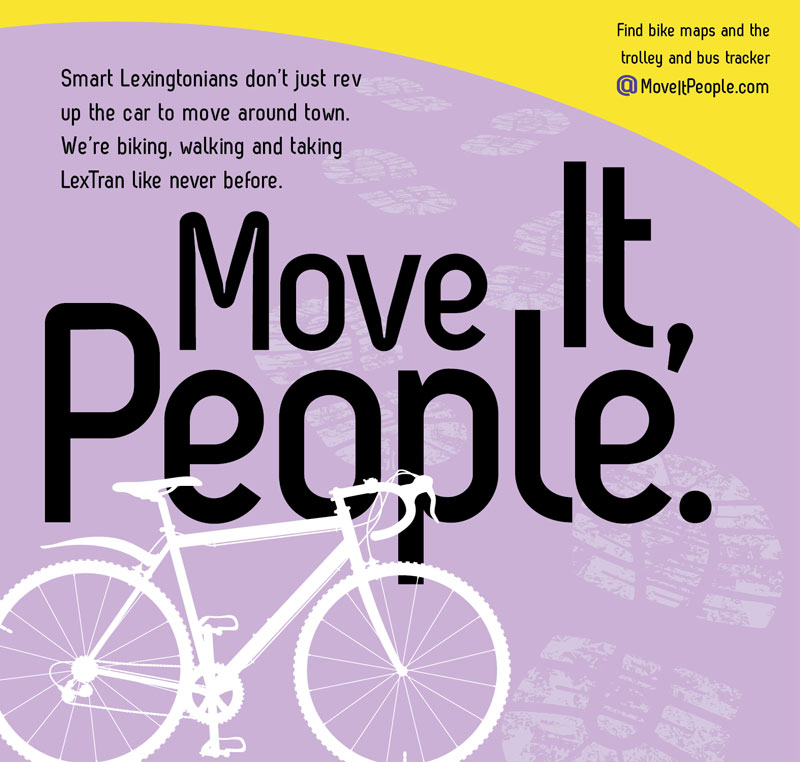 Find bike maps and the
trolley and bus tracker
@MoveItPeople.com
Smart Lexingtonians don't just rev
up the car to move around town.
We're biking, walking and taking
LexTran like never before.
Move It,
People.